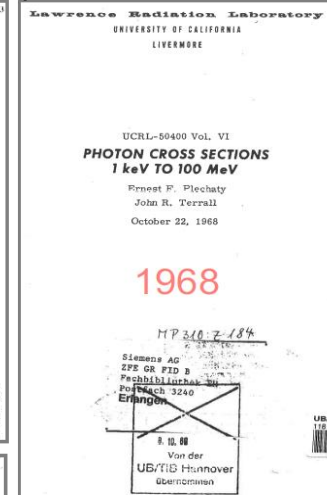 Lawrence Radiation Laboratory
UNIVERSITY OF CALIFORNIA
LIVERMORE
UCRL-50400 Vol. VI
PHOTON CROSS SECTIONS
1 keV TO 100 MeV
Ernest F. Plechaty
John R. Terrall
October 22, 1968
1968
MP 310: Z 184
Siemens AG
ZFE GR FID B
Fachbibliothek
Postfach 3240
Erlangen
Von der
UB/TIB Hannover
übernommen
UB